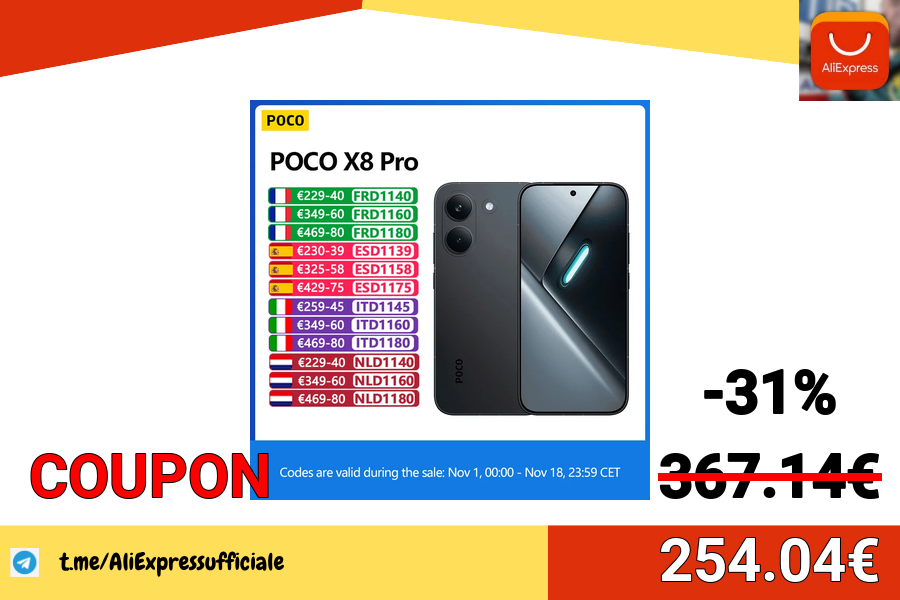 AliExpress
POCO
POCO X8 Pro
€229-40 FRD1140
€349-60 FRD1160
€469-80 FRD1180
€230-39 ESD1139
€325-58 ESD1158
€429-75 ESD1175
€259-45 ITD1145
€349-60 ITD1160
€469-80 ITD1180
€229-40 NLD1140
€349-60 NLD1160
€469-80 NLD1180
POCO
-31%
COUPON
Codes are valid during the sale: Nov 1, 00:00 - Nov 18, 23:59 CET
367.14€
t.me/AliExpressufficiale
254.04€